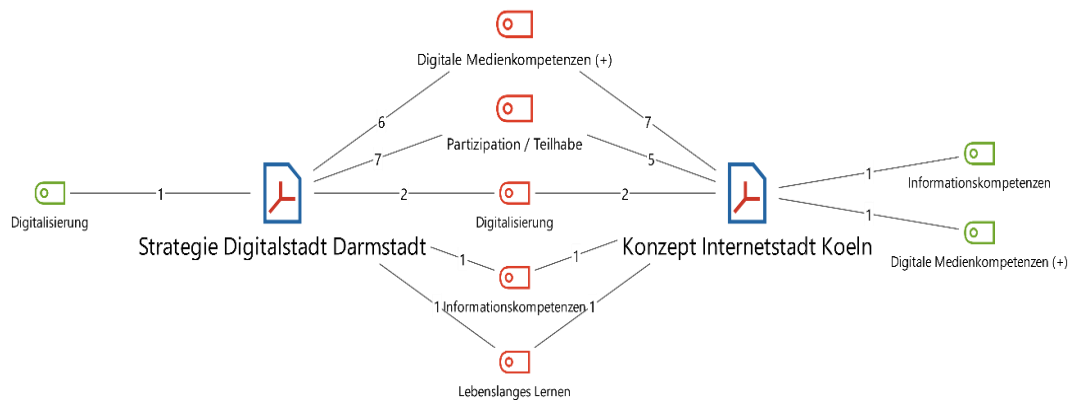 Digitale Medienkompetenzen (+)
6
7
Partizipation / Teilhabe
7
5
1
Informationskompetenzen
1
2
2
Digitalisierung
Digitalisierung
1
Strategie Digitalstadt Darmstadt
Konzept Internetstadt Koeln
Digitale Medienkompetenzen (+)
1
1
1
Informationskompetenzen
1
Lebenslanges Lernen